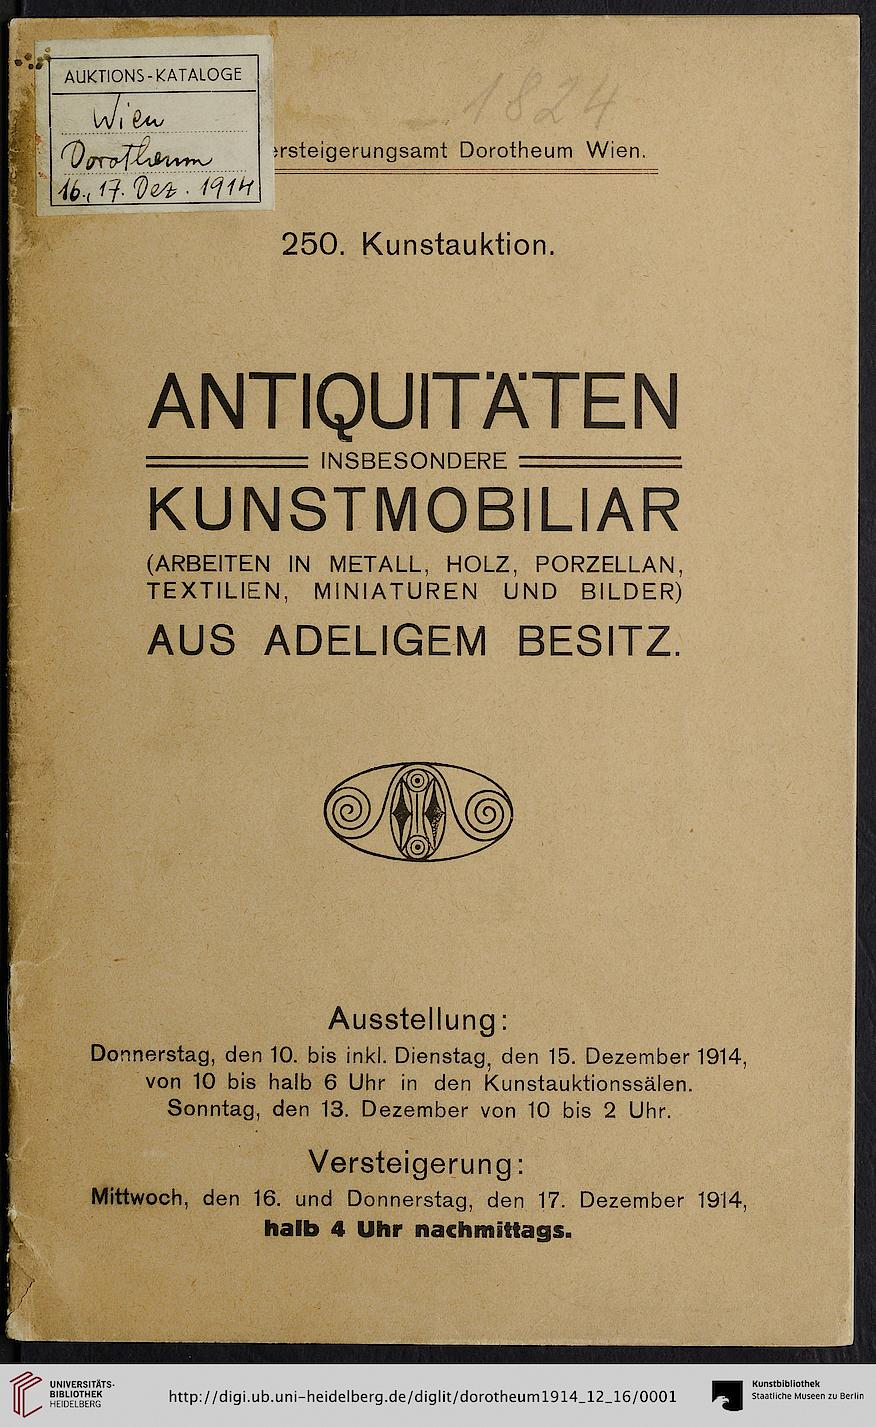 AUKTIONS-KATALOGE
Wien
Dorotheum
16., 17. Dez. 1914
1824
ersteigerungsamt Dorotheum Wien.
250. Kunstauktion.
ANTIQUITÄTEN
INSBESONDERE
KUNSTMOBILIAR
(ARBEITEN IN METALL, HOLZ, PORZELLAN,
TEXTILIEN, MINIATUREN UND BILDER)
AUS ADELIGEM BESITZ.
Ausstellung:
Donnerstag, den 10. bis inkl. Dienstag, den 15. Dezember 1914,
von 10 bis halb 6 Uhr in den Kunstauktionssälen.
Sonntag, den 13. Dezember von 10 bis 2 Uhr.
Versteigerung:
Mittwoch, den 16. und Donnerstag, den 17. Dezember 1914,
halb 4 Uhr nachmittags.
UNIVERSITÄTS-
BIBLIOTHEK
HEIDELBERG
http://digi.ub.uni-heidelberg.de/diglit/dorotheum1914_12_16/0001
Kunstbibliothek
Staatliche Museen zu Berlin